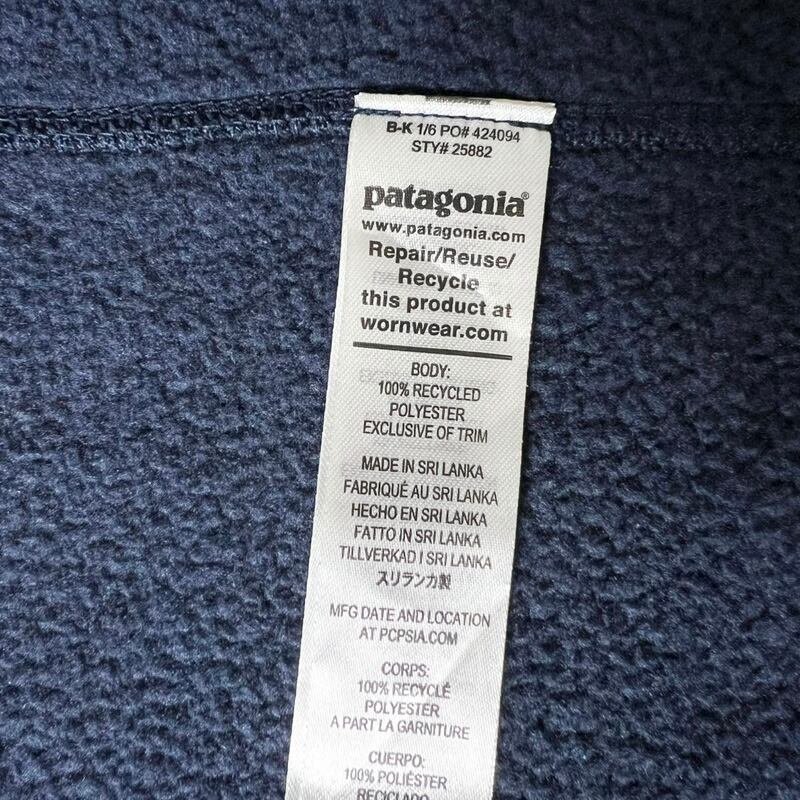 B-K 1/6 PO# 424094
STY# 25882
patagonia®
www.patagonia.com
Repair/Reuse/
Recycle
this product at
wornwear.com
BODY:
100% RECYCLED
POLYESTER
EXCLUSIVE OF TRIM
MADE IN SRI LANKA
FABRIQUÉ AU SRI LANKA
HECHO EN SRI LANKA
FATTO IN SRI LANKA
TILLVERKAD I SRI LANKA
スリランカ製
MFG DATE AND LOCATION
AT PCPSIA.COM
CORPS:
100% RECYCLÉ
POLYESTER
A PART LA GARNITURE
CUERPO:
100% POLIÉSTER
RECICLADO